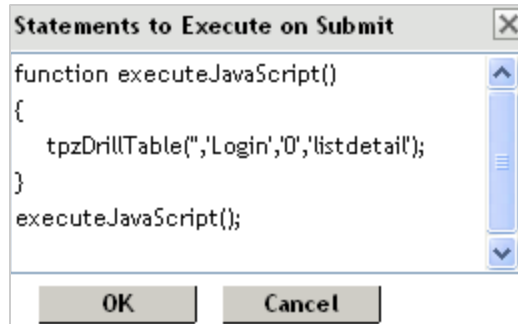 Statements to Execute on Submit
function executeJavaScript()
{
tpzDrillTable('','Login','0','listdetail');
}
executeJavaScript();
OK
Cancel